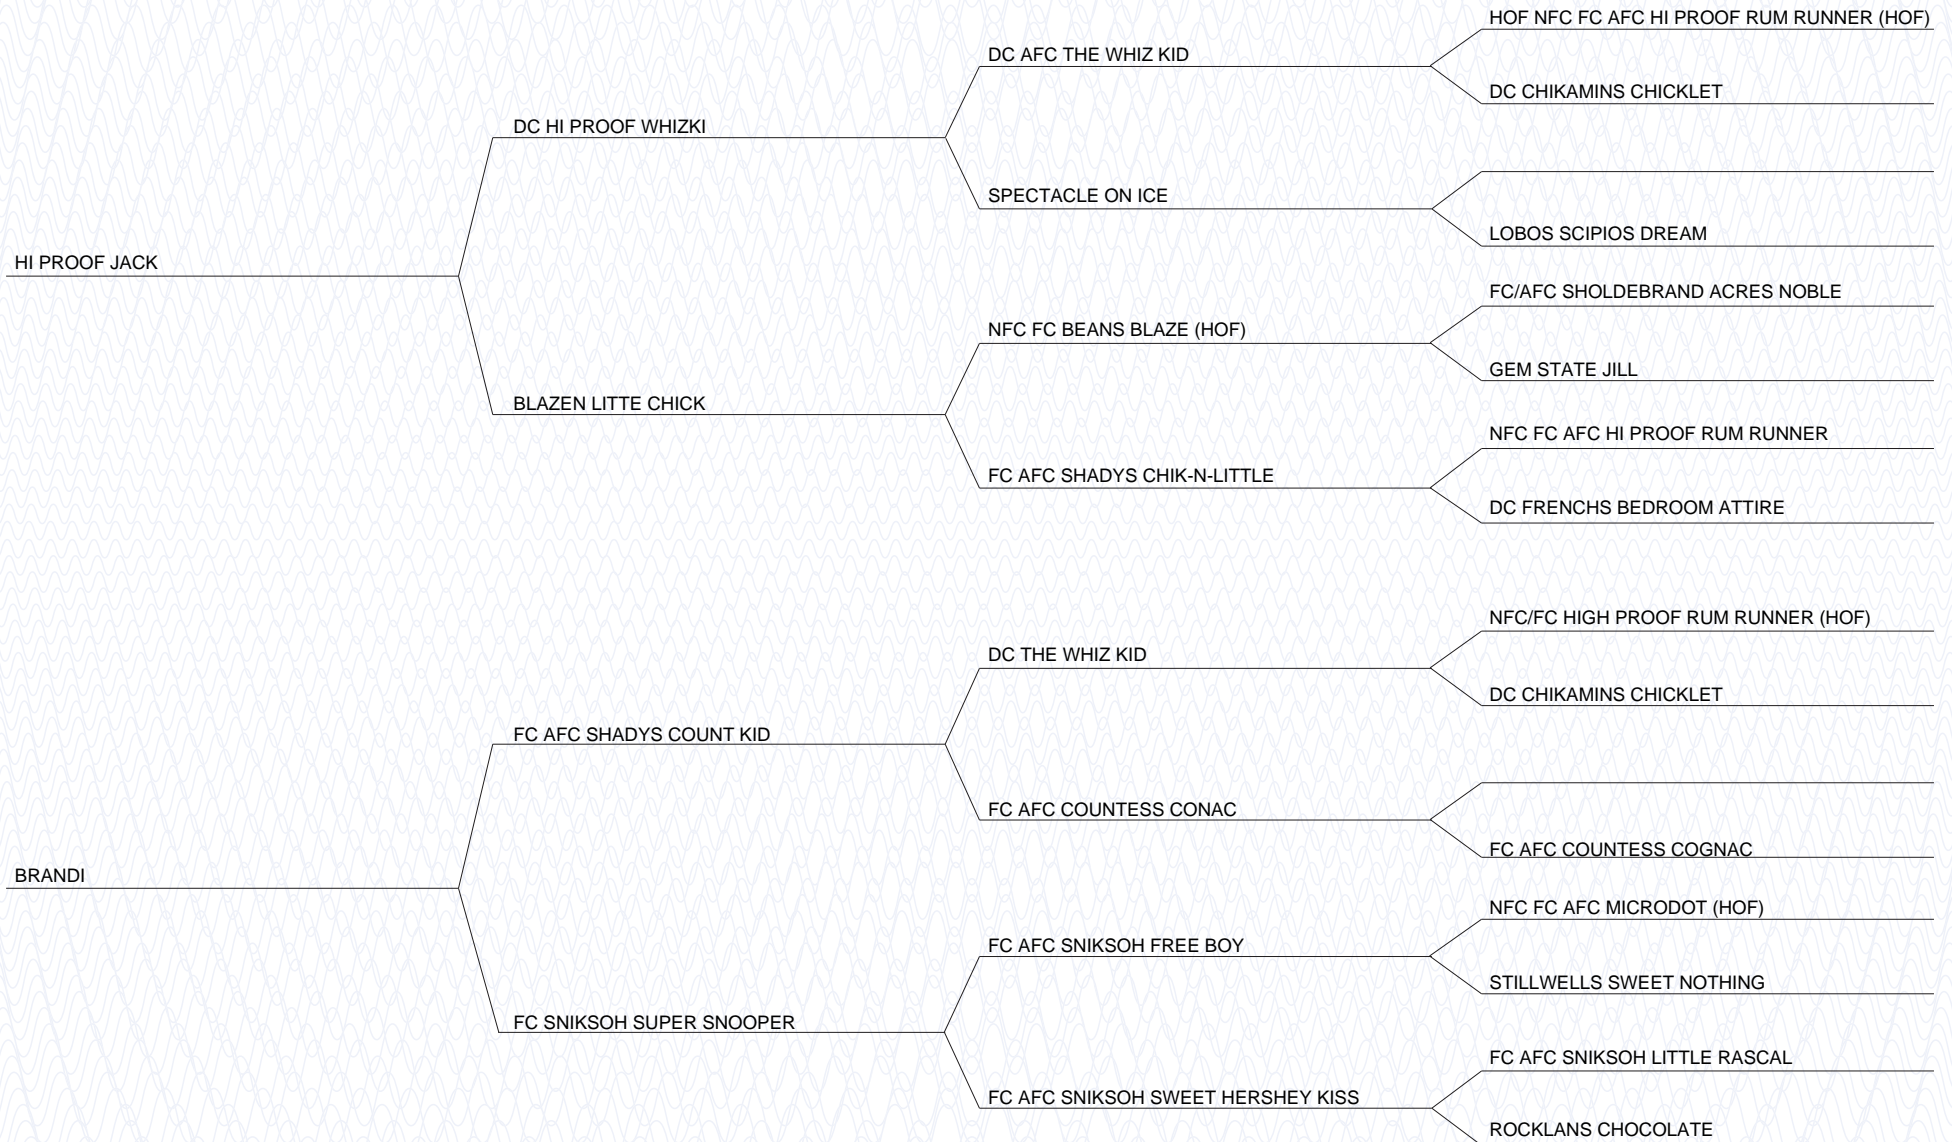 HOF NFC FC AFC HI PROOF RUM RUNNER (HOF)
DC AFC THE WHIZ KID
DC CHIKAMINS CHICKLET
DC HI PROOF WHIZKI
SPECTACLE ON ICE
LOBOS SCIPIOS DREAM
HI PROOF JACK
FC/AFC SHOLDEBRAND ACRES NOBLE
NFC FC BEANS BLAZE (HOF)
GEM STATE JILL
BLAZEN LITTE CHICK
NFC FC AFC HI PROOF RUM RUNNER
FC AFC SHADYS CHIK-N-LITTLE
DC FRENCHS BEDROOM ATTIRE
NFC/FC HIGH PROOF RUM RUNNER (HOF)
DC THE WHIZ KID
DC CHIKAMINS CHICKLET
FC AFC SHADYS COUNT KID
FC AFC COUNTESS CONAC
FC AFC COUNTESS COGNAC
BRANDI
NFC FC AFC MICRODOT (HOF)
FC AFC SNIKSOH FREE BOY
STILLWELLS SWEET NOTHING
FC SNIKSOH SUPER SNOOPER
FC AFC SNIKSOH LITTLE RASCAL
FC AFC SNIKSOH SWEET HERSHEY KISS
ROCKLANS CHOCOLATE